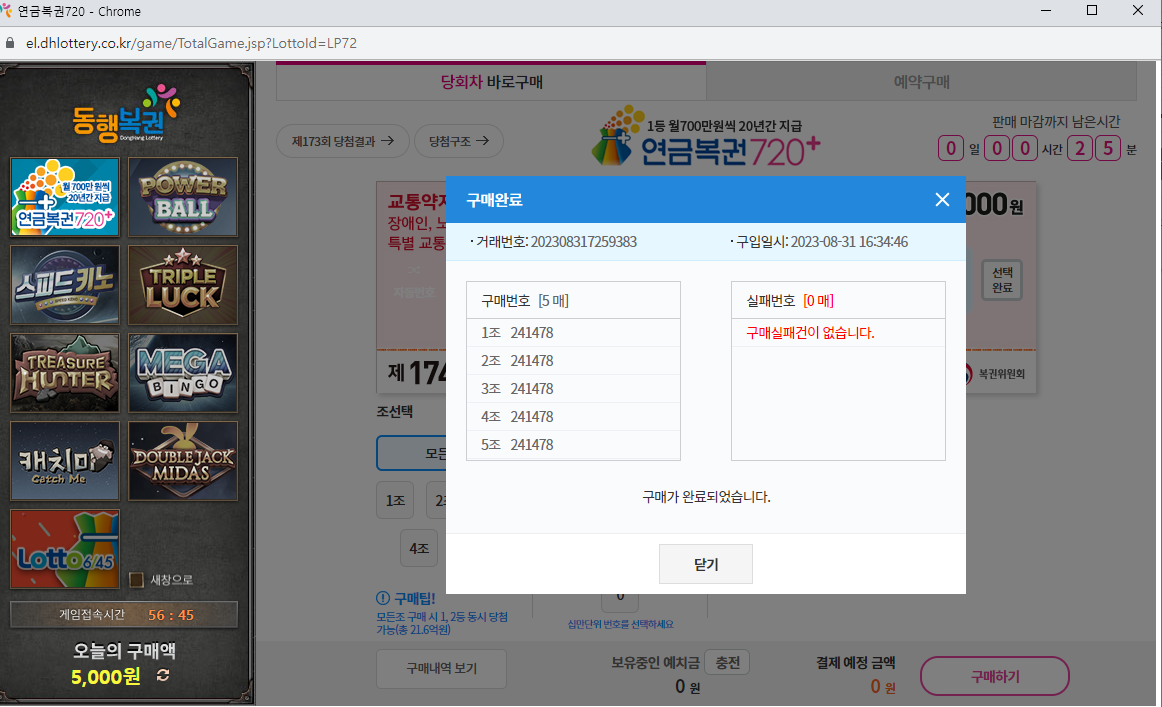 연금복권720 - Chrome
el.dhlottery.co.kr/game/TotalGame.jsp?LottoId=LP72
동행복권
DongHang Lottery
월 700만 원씩
20년간 지급
연금복권720+
POWER
BALL
스피드키노
SPEED KENO
TRIPLE
LUCK
TREASURE
HUNTER
MEGA
BINGO
캐치미
Catch Me
DOUBLE JACK
MIDAS
Lotto 6/45
새창으로
게임접속시간 56 : 45
오늘의 구매액
5,000원
당회차 바로구매
예약구매
제173회 당첨결과 →
당첨구조 →
1등 월700만원씩 20년간 지급
연금복권720+
판매 마감까지 남은시간
0 일 0 0 시간 2 5 분
교통약자
장애인, 노
특별 교통
자동번호
000원
선택
완료
제 174
복권위원회
조선택
모든
1조
2조
4조
구매팁!
모든조 구매 시 1, 2등 동시 당첨
가능(총 21.6억원)
0
십만단위 번호를 선택하세요
구매완료
· 거래번호: 202308317259383
· 구입일시: 2023-08-31 16:34:46
구매번호 [5 매]
1조 241478
2조 241478
3조 241478
4조 241478
5조 241478
실패번호 [0 매]
구매실패건이 없습니다.
구매가 완료되었습니다.
닫기
구매내역 보기
보유중인 예치금 충전
0 원
결제 예정 금액
0 원
구매하기